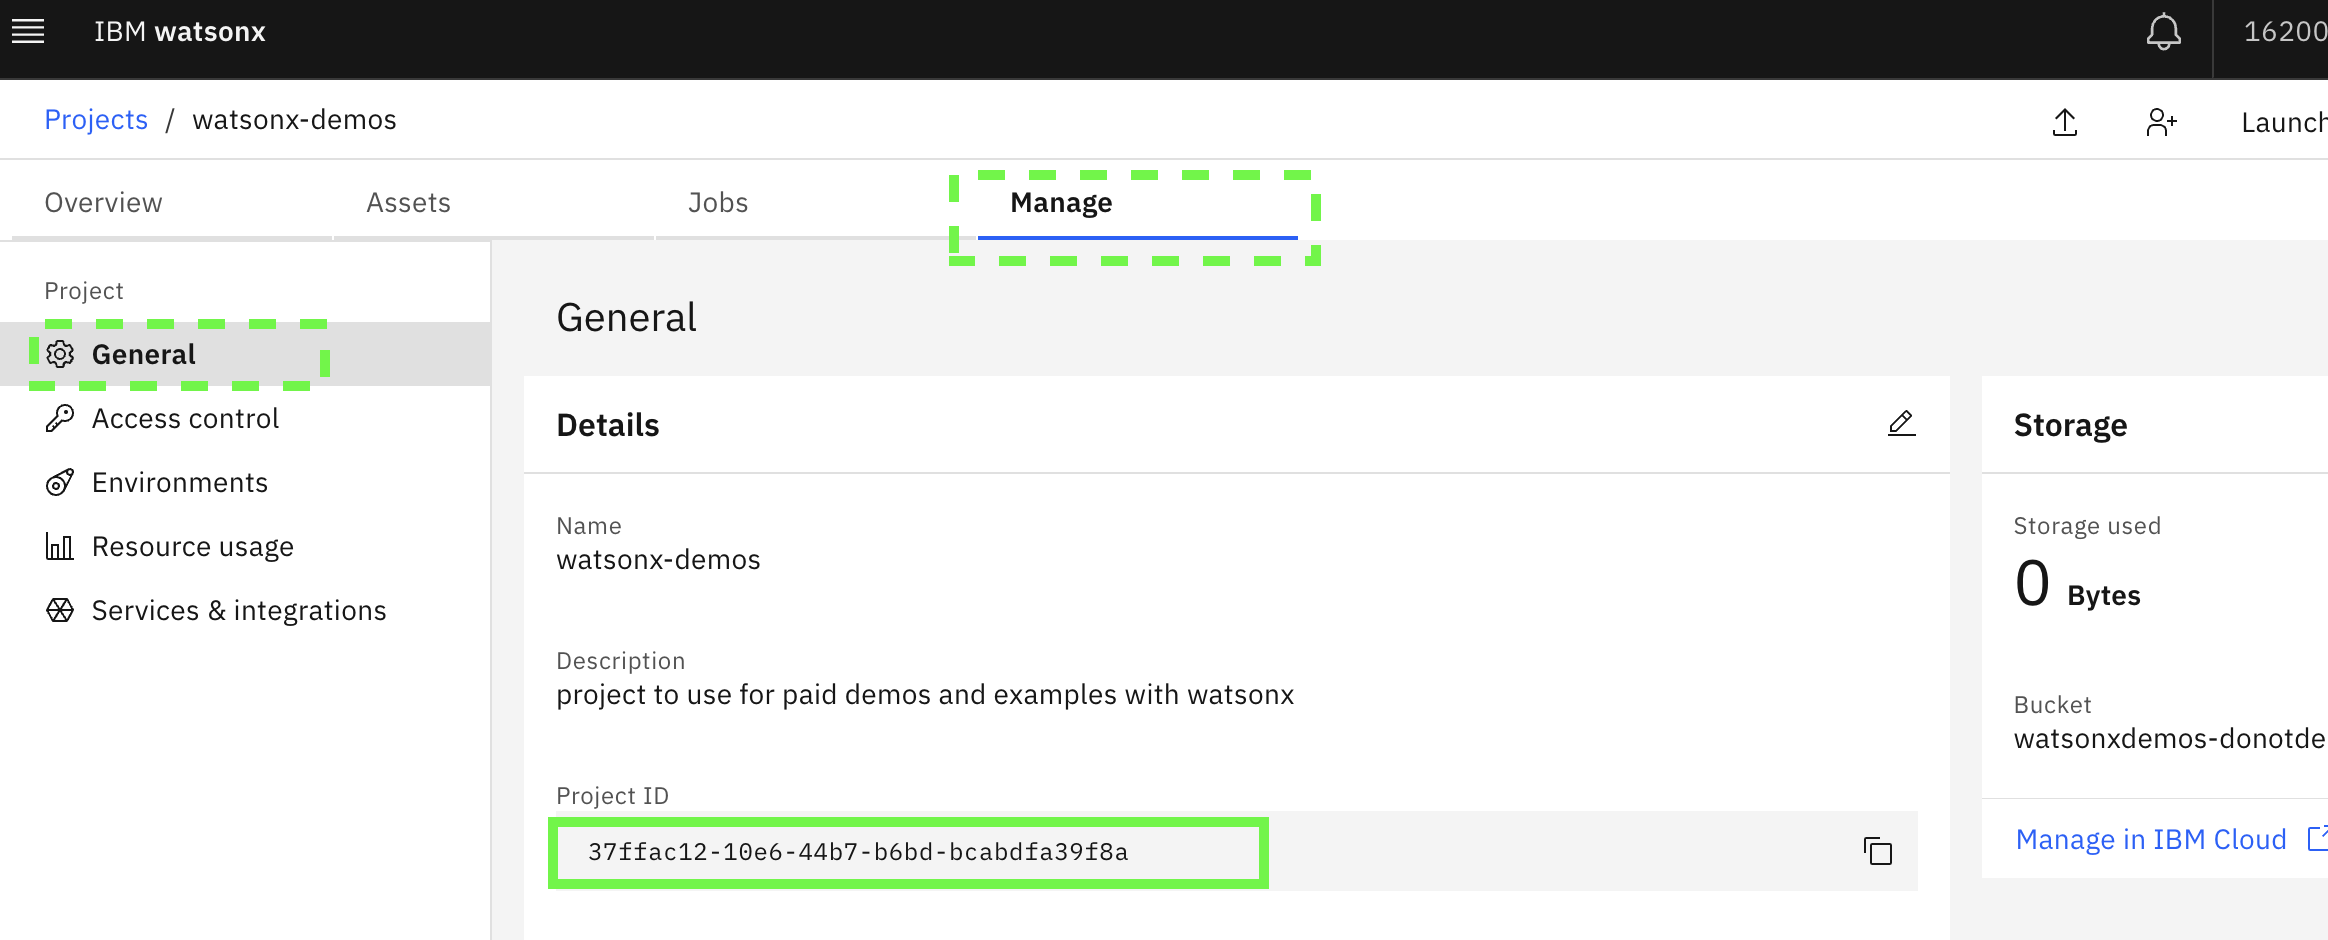 IBM watsonx
16200
Projects / watsonx-demos
Launch
Overview
Assets
Jobs
Manage
Project
General
Access control
Environments
Resource usage
Services & integrations
General
Details
Name
watsonx-demos
Description
project to use for paid demos and examples with watsonx
Project ID
37ffac12-10e6-44b7-b6bd-bcabdfa39f8a
Storage
Storage used
0 Bytes
Bucket
watsonxdemos-donotde
Manage in IBM Cloud